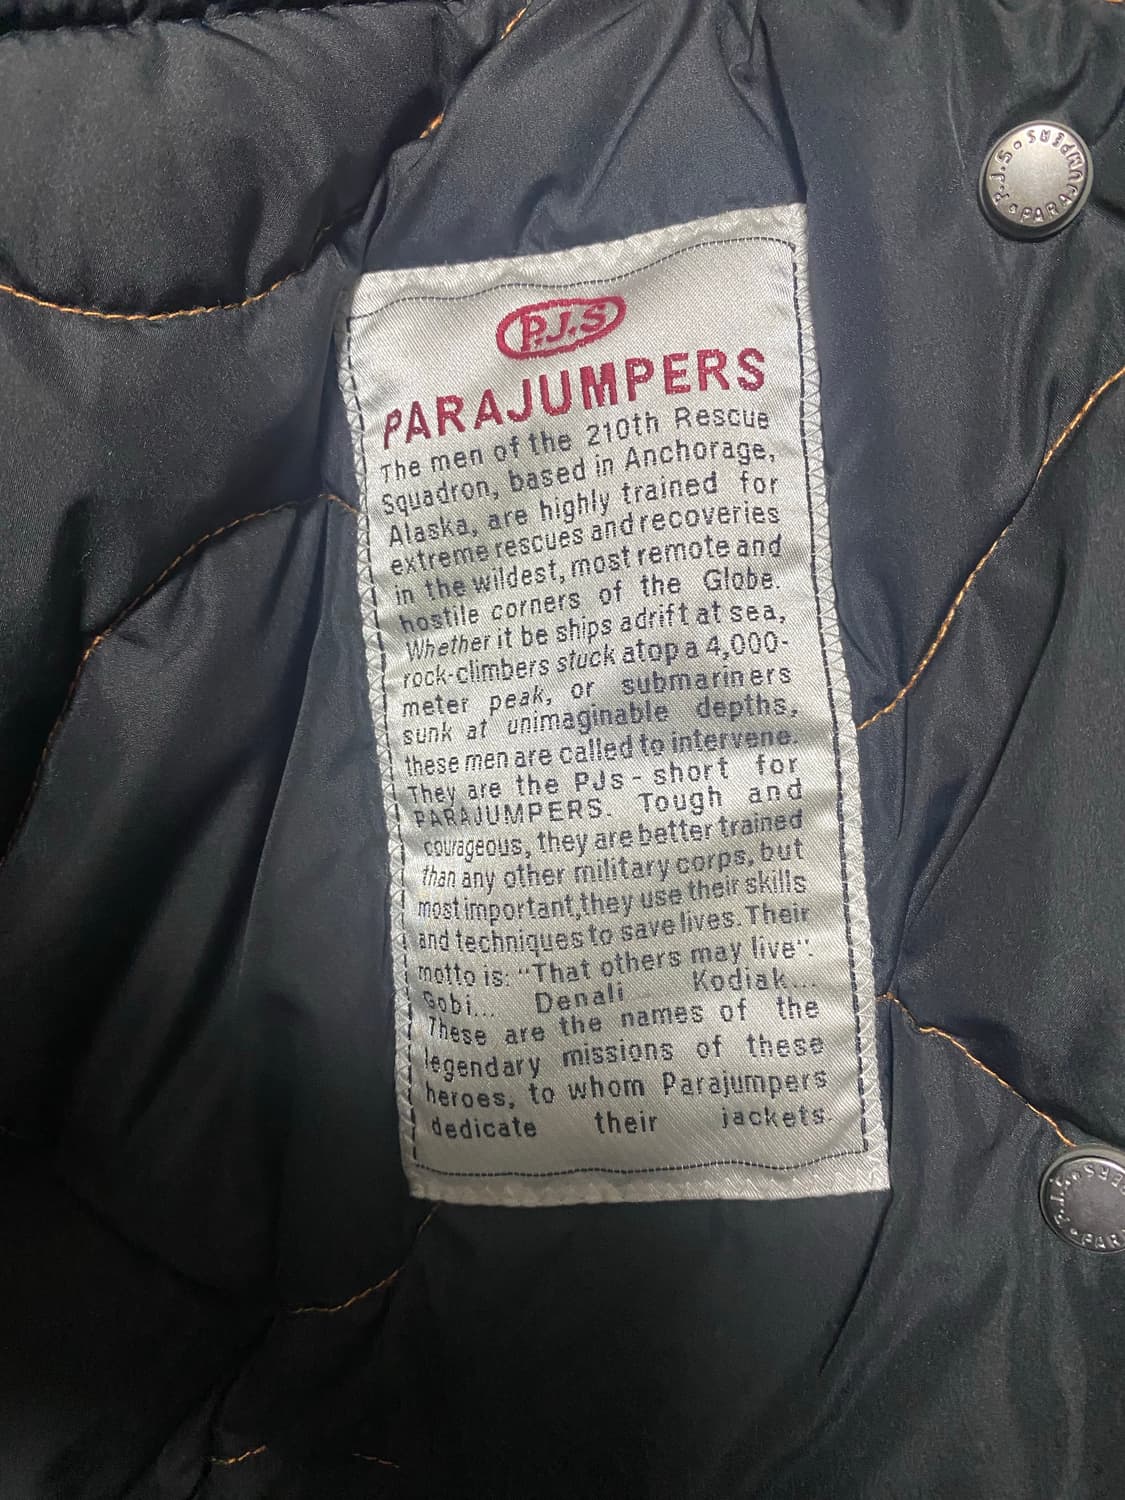 P.J.S
PARAJUMPERS
The men of the 210th Rescue
Squadron, based in Anchorage,
Alaska, are highly trained for
extreme rescues and recoveries
in the wildest, most remote and
hostile corners of the Globe.
Whether it be ships adrift at sea,
rock-climbers stuck atop a 4,000-
meter peak, or submariners
sunk at unimaginable depths,
these men are called to intervene.
They are the PJs - short for
PARAJUMPERS. Tough and
courageous, they are better trained
than any other military corps, but
most important, they use their skills
and techniques to save lives. Their
motto is: "That others may live".
Gobi... Denali... Kodiak...
These are the names of the
legendary missions of these
heroes, to whom Parajumpers
dedicate their jackets.
P.J.S • PARAJUMPERS •
P.J.S • PARAJUMPERS